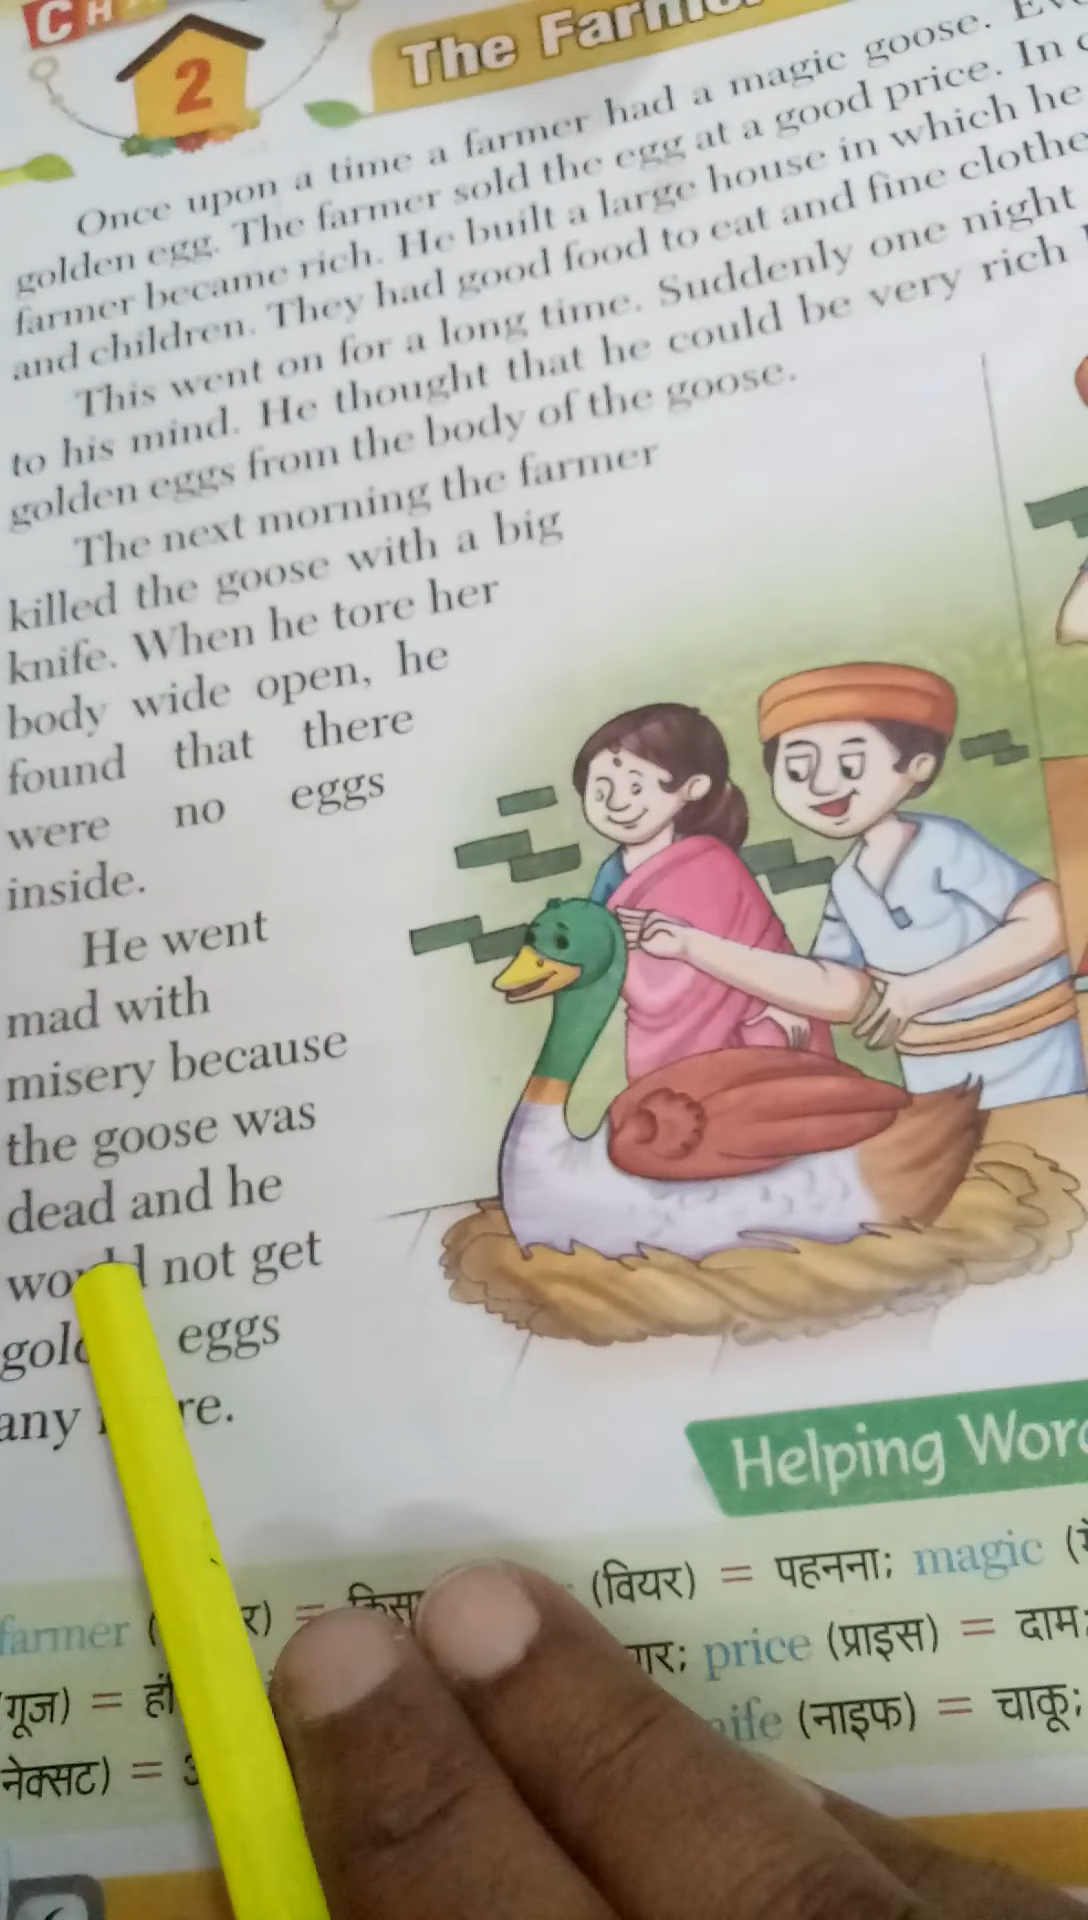 CH
2
The Farm
Once upon a time a farmer had a magic goose.
golden egg. The farmer sold the egg at a good price. In
farmer became rich. He built a large house in which he
and children. They had good food to eat and fine clothe
This went on for a long time. Suddenly one night
to his mind. He thought that he could be very rich
golden eggs from the body of the goose.
The next morning the farmer
killed the goose with a big
knife. When he tore her
body wide open, he
found that there
were no eggs
inside.
He went
mad with
misery because
the goose was
dead and he
not get
eggs
any
Helping Wor
farmer = (वियर) = पहनना; magic
price (प्राइस) = दाम;
(गूज) = (नाइफ) = चाकू;
नेक्सट) =